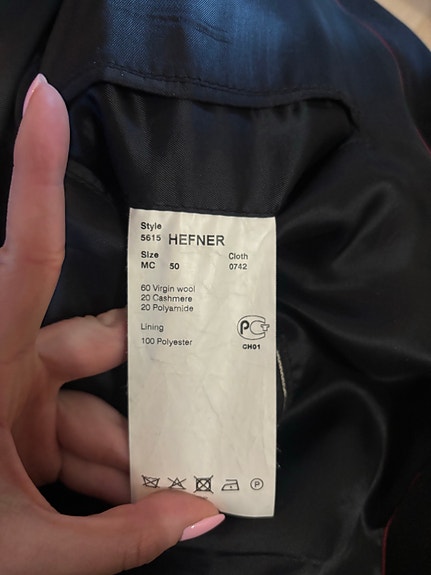 Style
5615 HEFNER
Size Cloth
MC 50 0742
60 Virgin wool
20 Cashmere
20 Polyamide
Lining
100 Polyester
РСТ
CH01
P